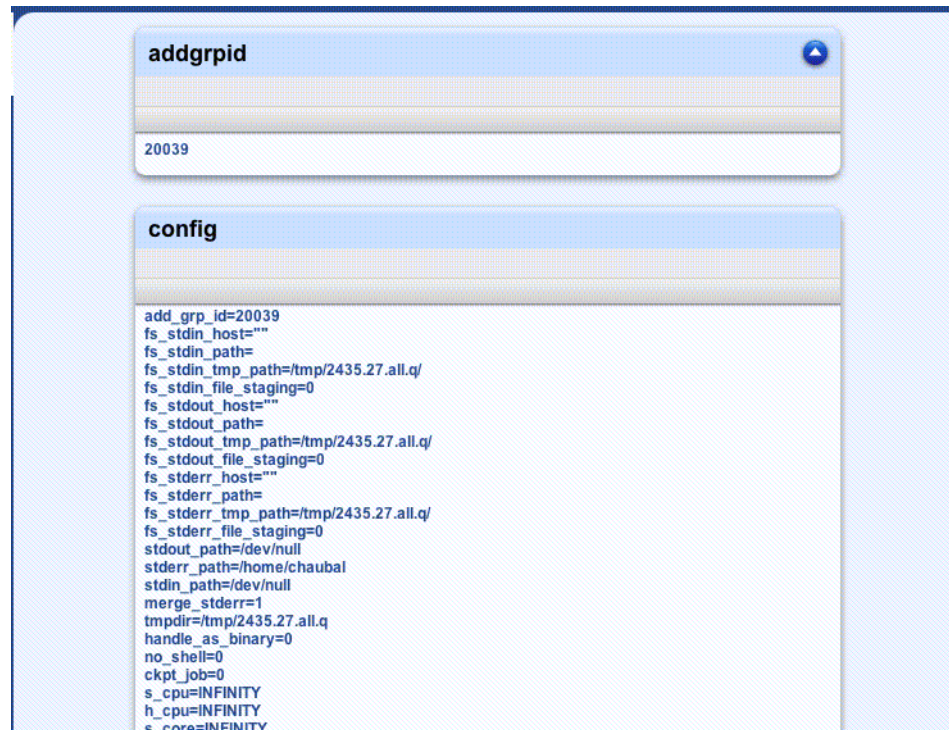 addgrpid
20039
config
add_grp_id=20039
fs_stdin_host=""
fs_stdin_path=
fs_stdin_tmp_path=/tmp/2435.27.all.q/
fs_stdin_file_staging=0
fs_stdout_host=""
fs_stdout_path=
fs_stdout_tmp_path=/tmp/2435.27.all.q/
fs_stdout_file_staging=0
fs_stderr_host=""
fs_stderr_path=
fs_stderr_tmp_path=/tmp/2435.27.all.q/
fs_stderr_file_staging=0
stdout_path=/dev/null
stderr_path=/home/chaubal
stdin_path=/dev/null
merge_stderr=1
tmpdir=/tmp/2435.27.all.q
handle_as_binary=0
no_shell=0
ckpt_job=0
s_cpu=INFINITY
h_cpu=INFINITY
s_core=INFINITY